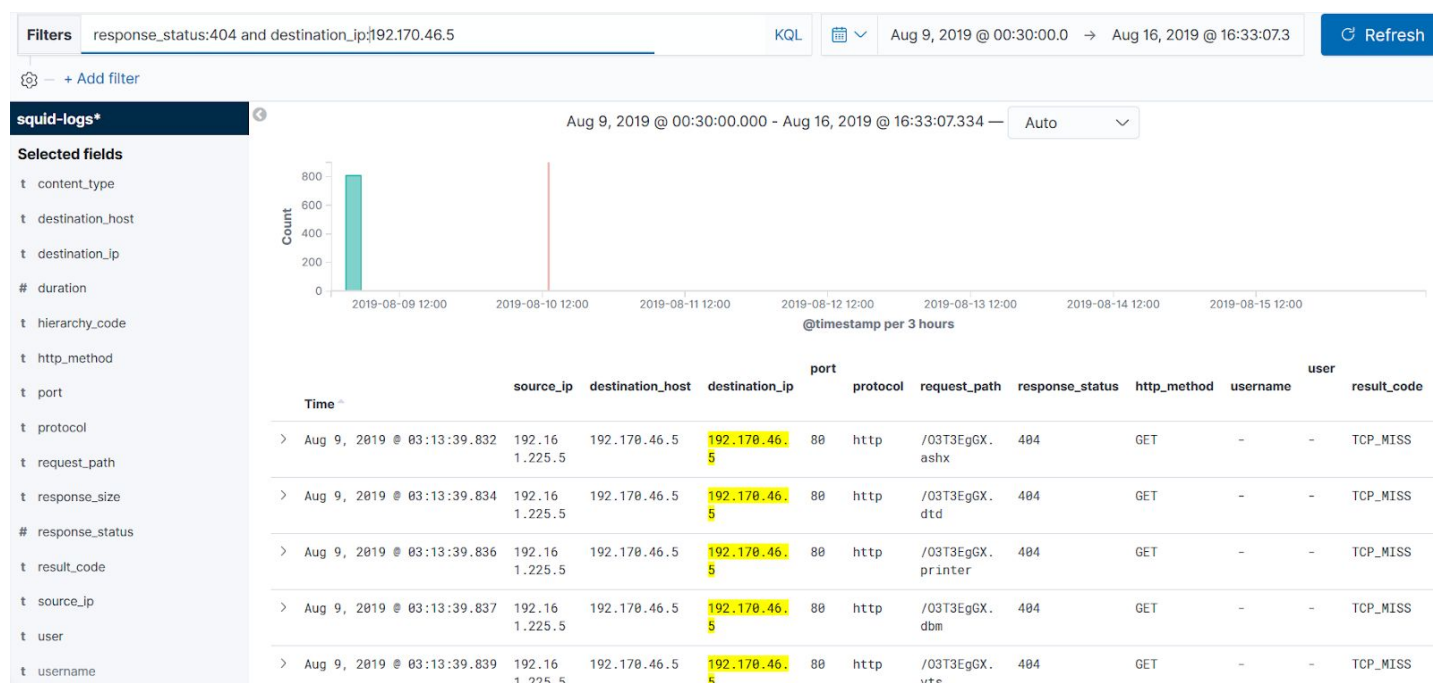 Filters response_status:404 and destination_ip:192.170.46.5 KQL Aug 9, 2019 @ 00:30:00.0 → Aug 16, 2019 @ 16:33:07.3 Refresh
+ Add filter
squid-logs*
Selected fields
t content_type
t destination_host
t destination_ip
# duration
t hierarchy_code
t http_method
t port
t protocol
t request_path
t response_size
# response_status
t result_code
t source_ip
t user
t username
Aug 9, 2019 @ 00:30:00.000 - Aug 16, 2019 @ 16:33:07.334 — Auto
Count
800
600
400
200
0
2019-08-09 12:00 2019-08-10 12:00 2019-08-11 12:00 2019-08-12 12:00 2019-08-13 12:00 2019-08-14 12:00 2019-08-15 12:00
@timestamp per 3 hours
Time source_ip destination_host destination_ip port protocol request_path response_status http_method username user result_code
Aug 9, 2019 @ 03:13:39.832 192.16 192.170.46.5 192.170.46. 80 http /O3T3EgGX. 404 GET - - TCP_MISS
1.225.5 5 ashx
Aug 9, 2019 @ 03:13:39.834 192.16 192.170.46.5 192.170.46. 80 http /O3T3EgGX. 404 GET - - TCP_MISS
1.225.5 5 dtd
Aug 9, 2019 @ 03:13:39.836 192.16 192.170.46.5 192.170.46. 80 http /O3T3EgGX. 404 GET - - TCP_MISS
1.225.5 5 printer
Aug 9, 2019 @ 03:13:39.837 192.16 192.170.46.5 192.170.46. 80 http /O3T3EgGX. 404 GET - - TCP_MISS
1.225.5 5 dbm
Aug 9, 2019 @ 03:13:39.839 192.16 192.170.46.5 192.170.46. 80 http /O3T3EgGX. 404 GET - - TCP_MISS
1.225.5 5